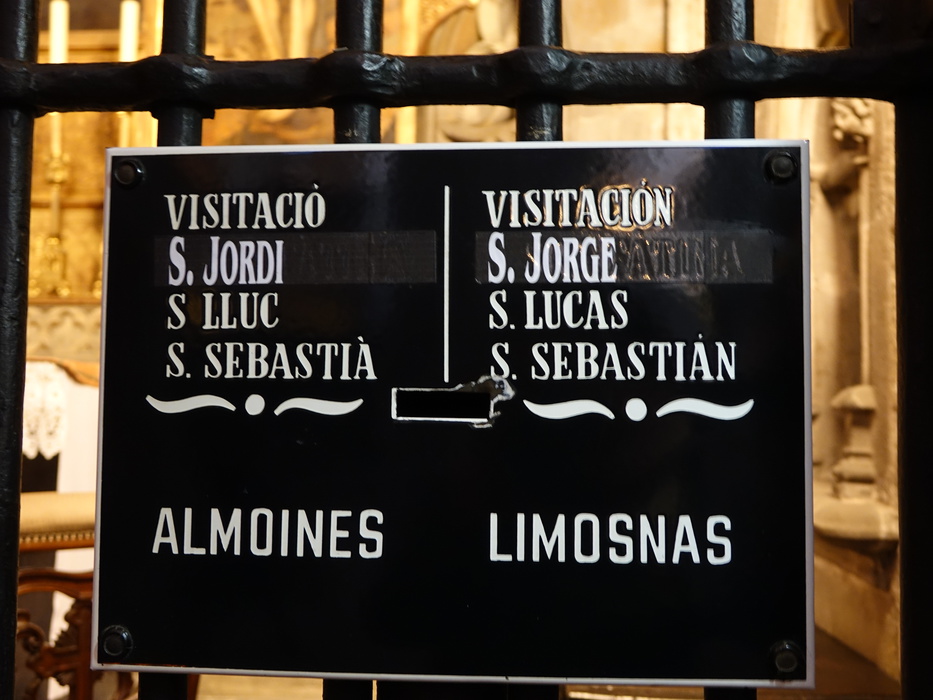 VISITACIÓ
S. JORDI
S LLUC
S. SEBASTIÀ
VISITACIÓN
S. JORGE
S. LUCAS
S. SEBASTIÁN
ALMOINES
LIMOSNAS